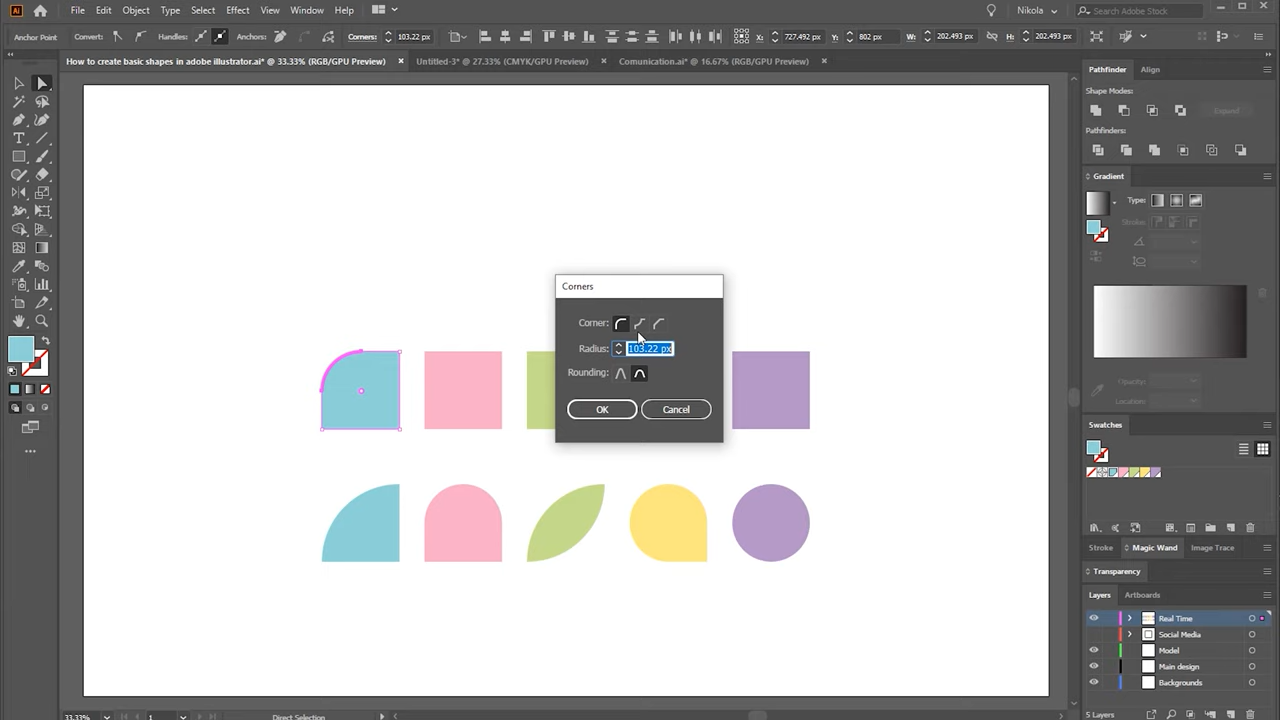 Ai File Edit Object Type Select Effect View Window Help Nikola Search Adobe Stock
Anchor Point Convert: Handles: Anchors: Corners: 103.22 px X: 727.492 px Y: 802 px W: 202.493 px H: 202.493 px
How to create basic shapes in adobe illustrator.ai* @ 33.33% (RGB/GPU Preview) Untitled-3* @ 27.33% (CMYK/GPU Preview) Comunication.ai* @ 16.67% (RGB/GPU Preview)
Pathfinder Align
Shape Modes:
Expand
Pathfinders:
Gradient
Type:
Stroke:
Opacity:
Location:
Corners
Corner:
Radius: 103.22 px
Rounding:
OK Cancel
Swatches
Stroke Magic Wand Image Trace
Transparency
Layers Artboards
Real Time
Social Media
Model
Main design
Backgrounds
5 Layers
33.33% 1 Direct Selection